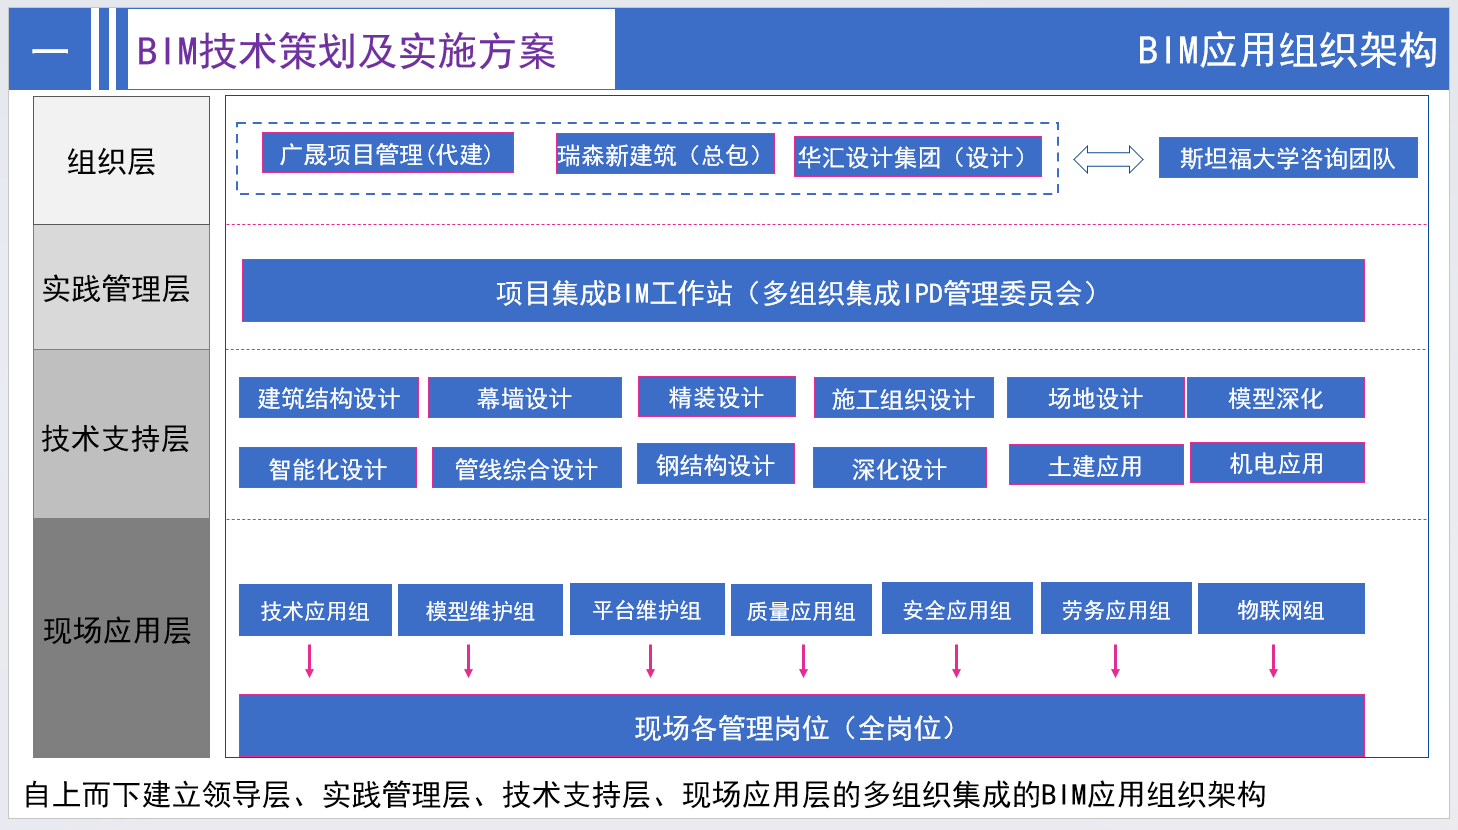 一
BIM技术策划及实施方案
BIM应用组织架构
组织层
广晟项目管理(代建)
瑞森新建筑（总包）
华汇设计集团（设计）
斯坦福大学咨询团队
实践管理层
项目集成BIM工作站（多组织集成IPD管理委员会）
技术支持层
建筑结构设计
幕墙设计
精装设计
施工组织设计
场地设计
模型深化
智能化设计
管线综合设计
钢结构设计
深化设计
土建应用
机电应用
现场应用层
技术应用组
模型维护组
平台维护组
质量应用组
安全应用组
劳务应用组
物联网组
现场各管理岗位（全岗位）
自上而下建立领导层、实践管理层、技术支持层、现场应用层的多组织集成的BIM应用组织架构